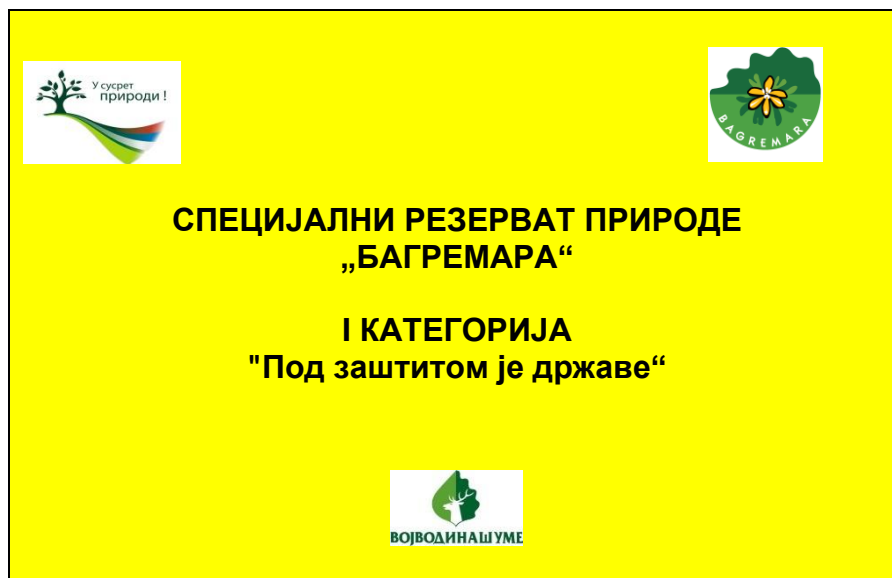 У сусрет
природи !
BAGREMARA
СПЕЦИЈАЛНИ РЕЗЕРВАТ ПРИРОДЕ
„БАГРЕМАРА“
I КАТЕГОРИЈА
"Под заштитом је државе“
ВОЈВОДИНАШУМЕ